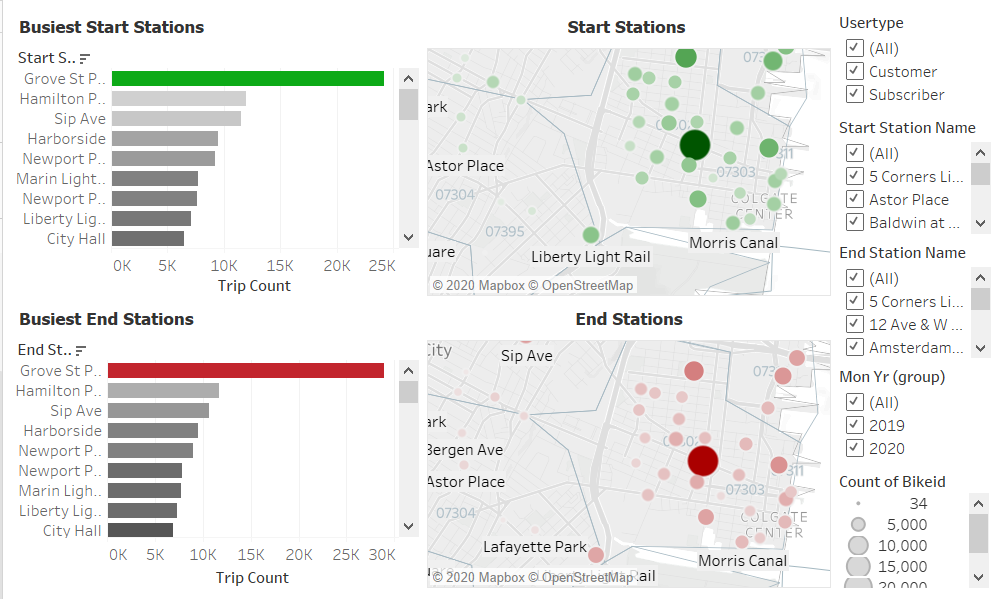 Busiest Start Stations
Start S..
Grove St P..
Hamilton P..
Sip Ave
Harborside
Newport P..
Marin Light..
Newport P..
Liberty Lig..
City Hall
0K 5K 10K 15K 20K 25K
Trip Count
Start Stations
ark
Astor Place
07304
07395
uare
Liberty Light Rail
07303
311
COLGATE
CENTER
Morris Canal
© 2020 Mapbox © OpenStreetMap
Busiest End Stations
End St..
Grove St P..
Hamilton P..
Sip Ave
Harborside
Newport P..
Newport P..
Marin Ligh..
Liberty Lig..
City Hall
0K 5K 10K 15K 20K 25K 30K
Trip Count
End Stations
City
Sip Ave
ark
Bergen Ave
Astor Place
07304
Lafayette Park
07303
311
COLGATE
CENTER
Morris Canal
ail
© 2020 Mapbox © OpenStreetMap
Usertype
(All)
Customer
Subscriber
Start Station Name
(All)
5 Corners Li...
Astor Place
Baldwin at ...
End Station Name
(All)
5 Corners Li...
12 Ave & W ...
Amsterdam...
Mon Yr (group)
(All)
2019
2020
Count of Bikeid
34
5,000
10,000
15,000
20,000